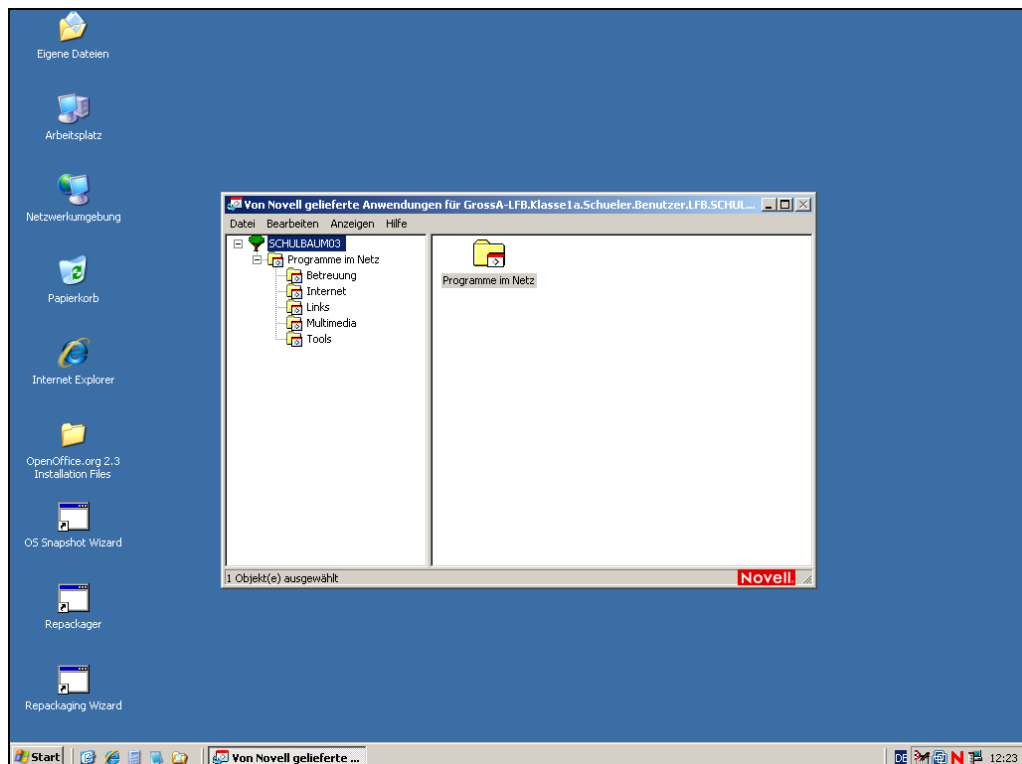 Eigene Dateien
Arbeitsplatz
Netzwerkumgebung
Papierkorb
Internet Explorer
OpenOffice.org 2.3
Installation Files
OS Snapshot Wizard
Repackager
Repackaging Wizard
Von Novell gelieferte Anwendungen für GrossA-LFB.Klasse1a.Schueler.Benutzer.LFB.SCHUL...
Datei Bearbeiten Anzeigen Hilfe
SCHULBAUM03
Programme im Netz
Betreuung
Internet
Links
Multimedia
Tools
Programme im Netz
1 Objekt(e) ausgewählt
Novell.
Start
Von Novell gelieferte ...
DE
N
12:23